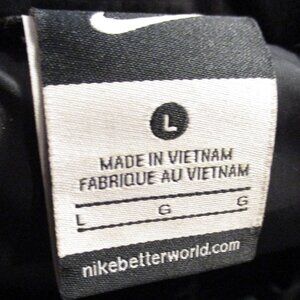 L
MADE IN VIETNAM
FABRIQUE AU VIETNAM
L G G
nikebetterworld.com